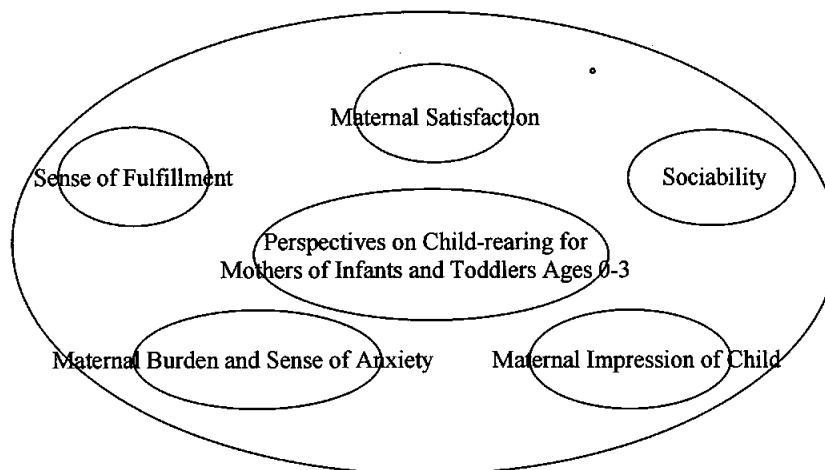 Maternal Satisfaction
Sense of Fulfillment
Sociability
Perspectives on Child-rearing for
Mothers of Infants and Toddlers Ages 0-3
Maternal Burden and Sense of Anxiety
Maternal Impression of Child